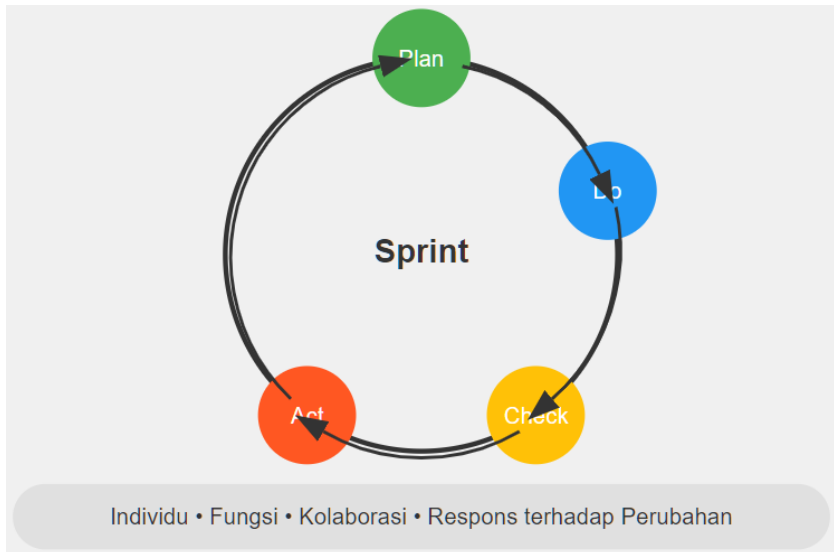 Plan
Do
Sprint
Act
Check
Individu • Fungsi • Kolaborasi • Respons terhadap Perubahan